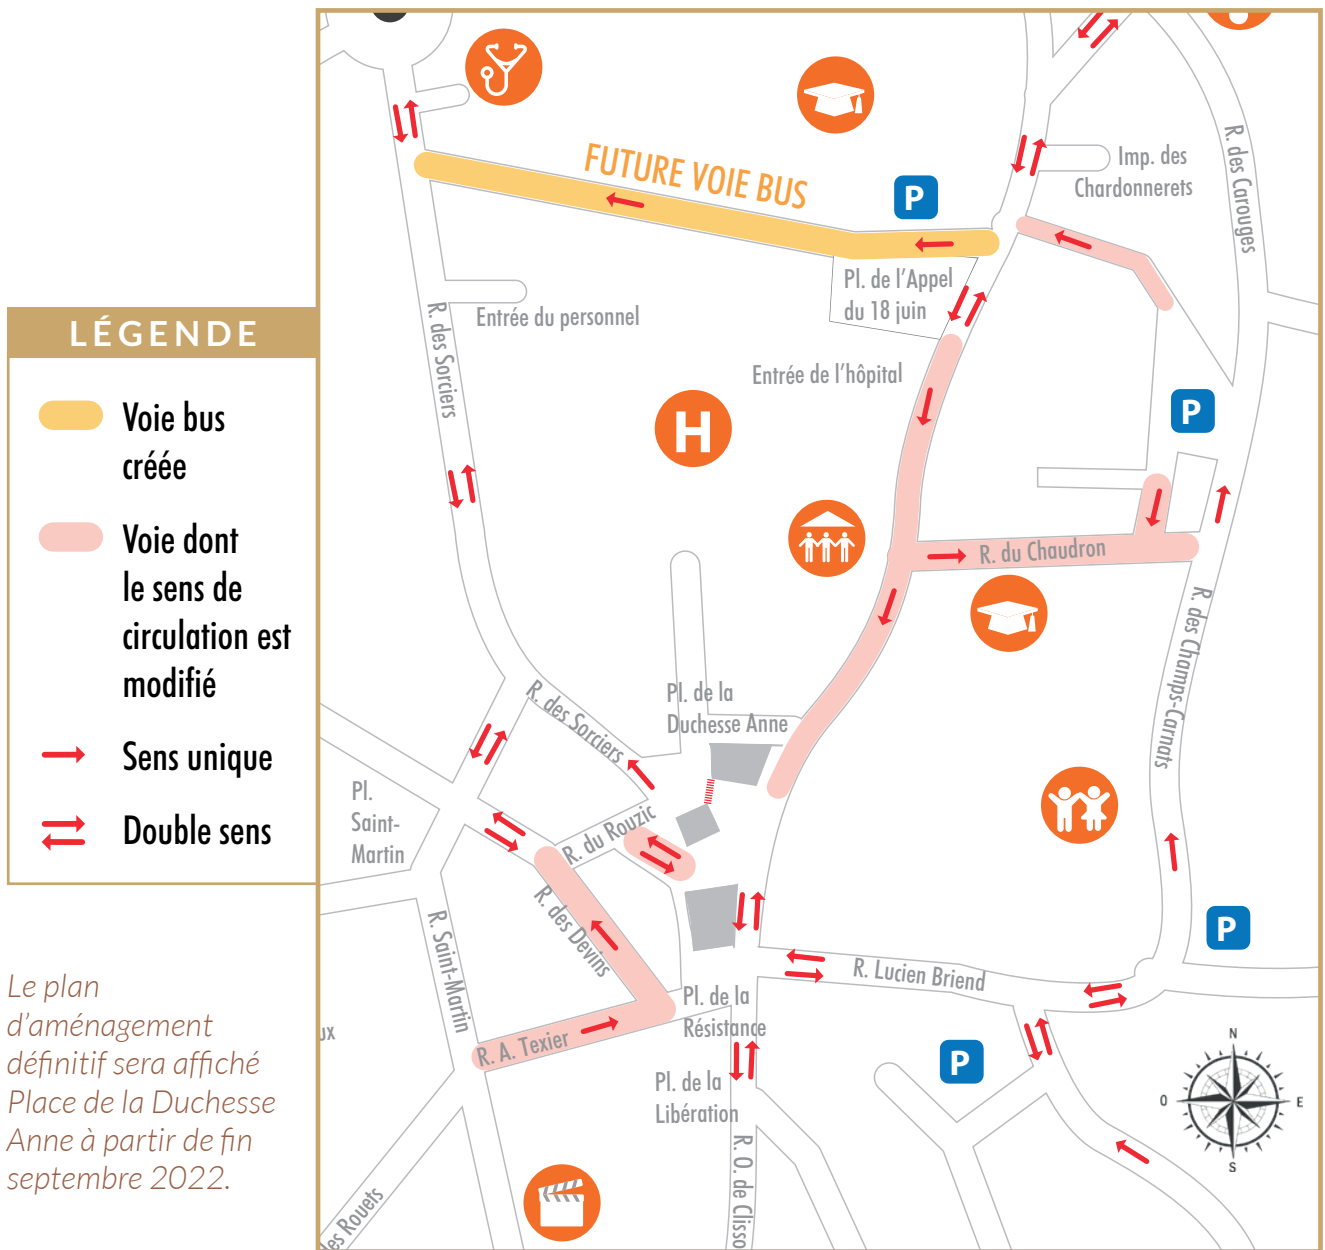 LÉGENDE
Voie bus
créée
Voie dont
le sens de
circulation est
modifié
Sens unique
Double sens
Le plan
d’aménagement
définitif sera affiché
Place de la Duchesse
Anne à partir de fin
septembre 2022.
FUTURE VOIE BUS
P
Imp. des
Chardonnerets
R. des Carouges
Pl. de l’Appel
du 18 juin
Entrée du personnel
R. des Sorciers
Entrée de l’hôpital
P
H
R. du Chaudron
R. des Champs-Carnats
Pl. de la
Duchesse Anne
R. des Sorciers
Pl.
Saint-
Martin
R. du Rouzic
R. des Devins
R. Saint-Martin
P
R. Lucien Briend
Pl. de la
Résistance
R. A. Texier
UX
P
Pl. de la
Libération
R. O. de Clisso
les Rouets
N
O
E
S